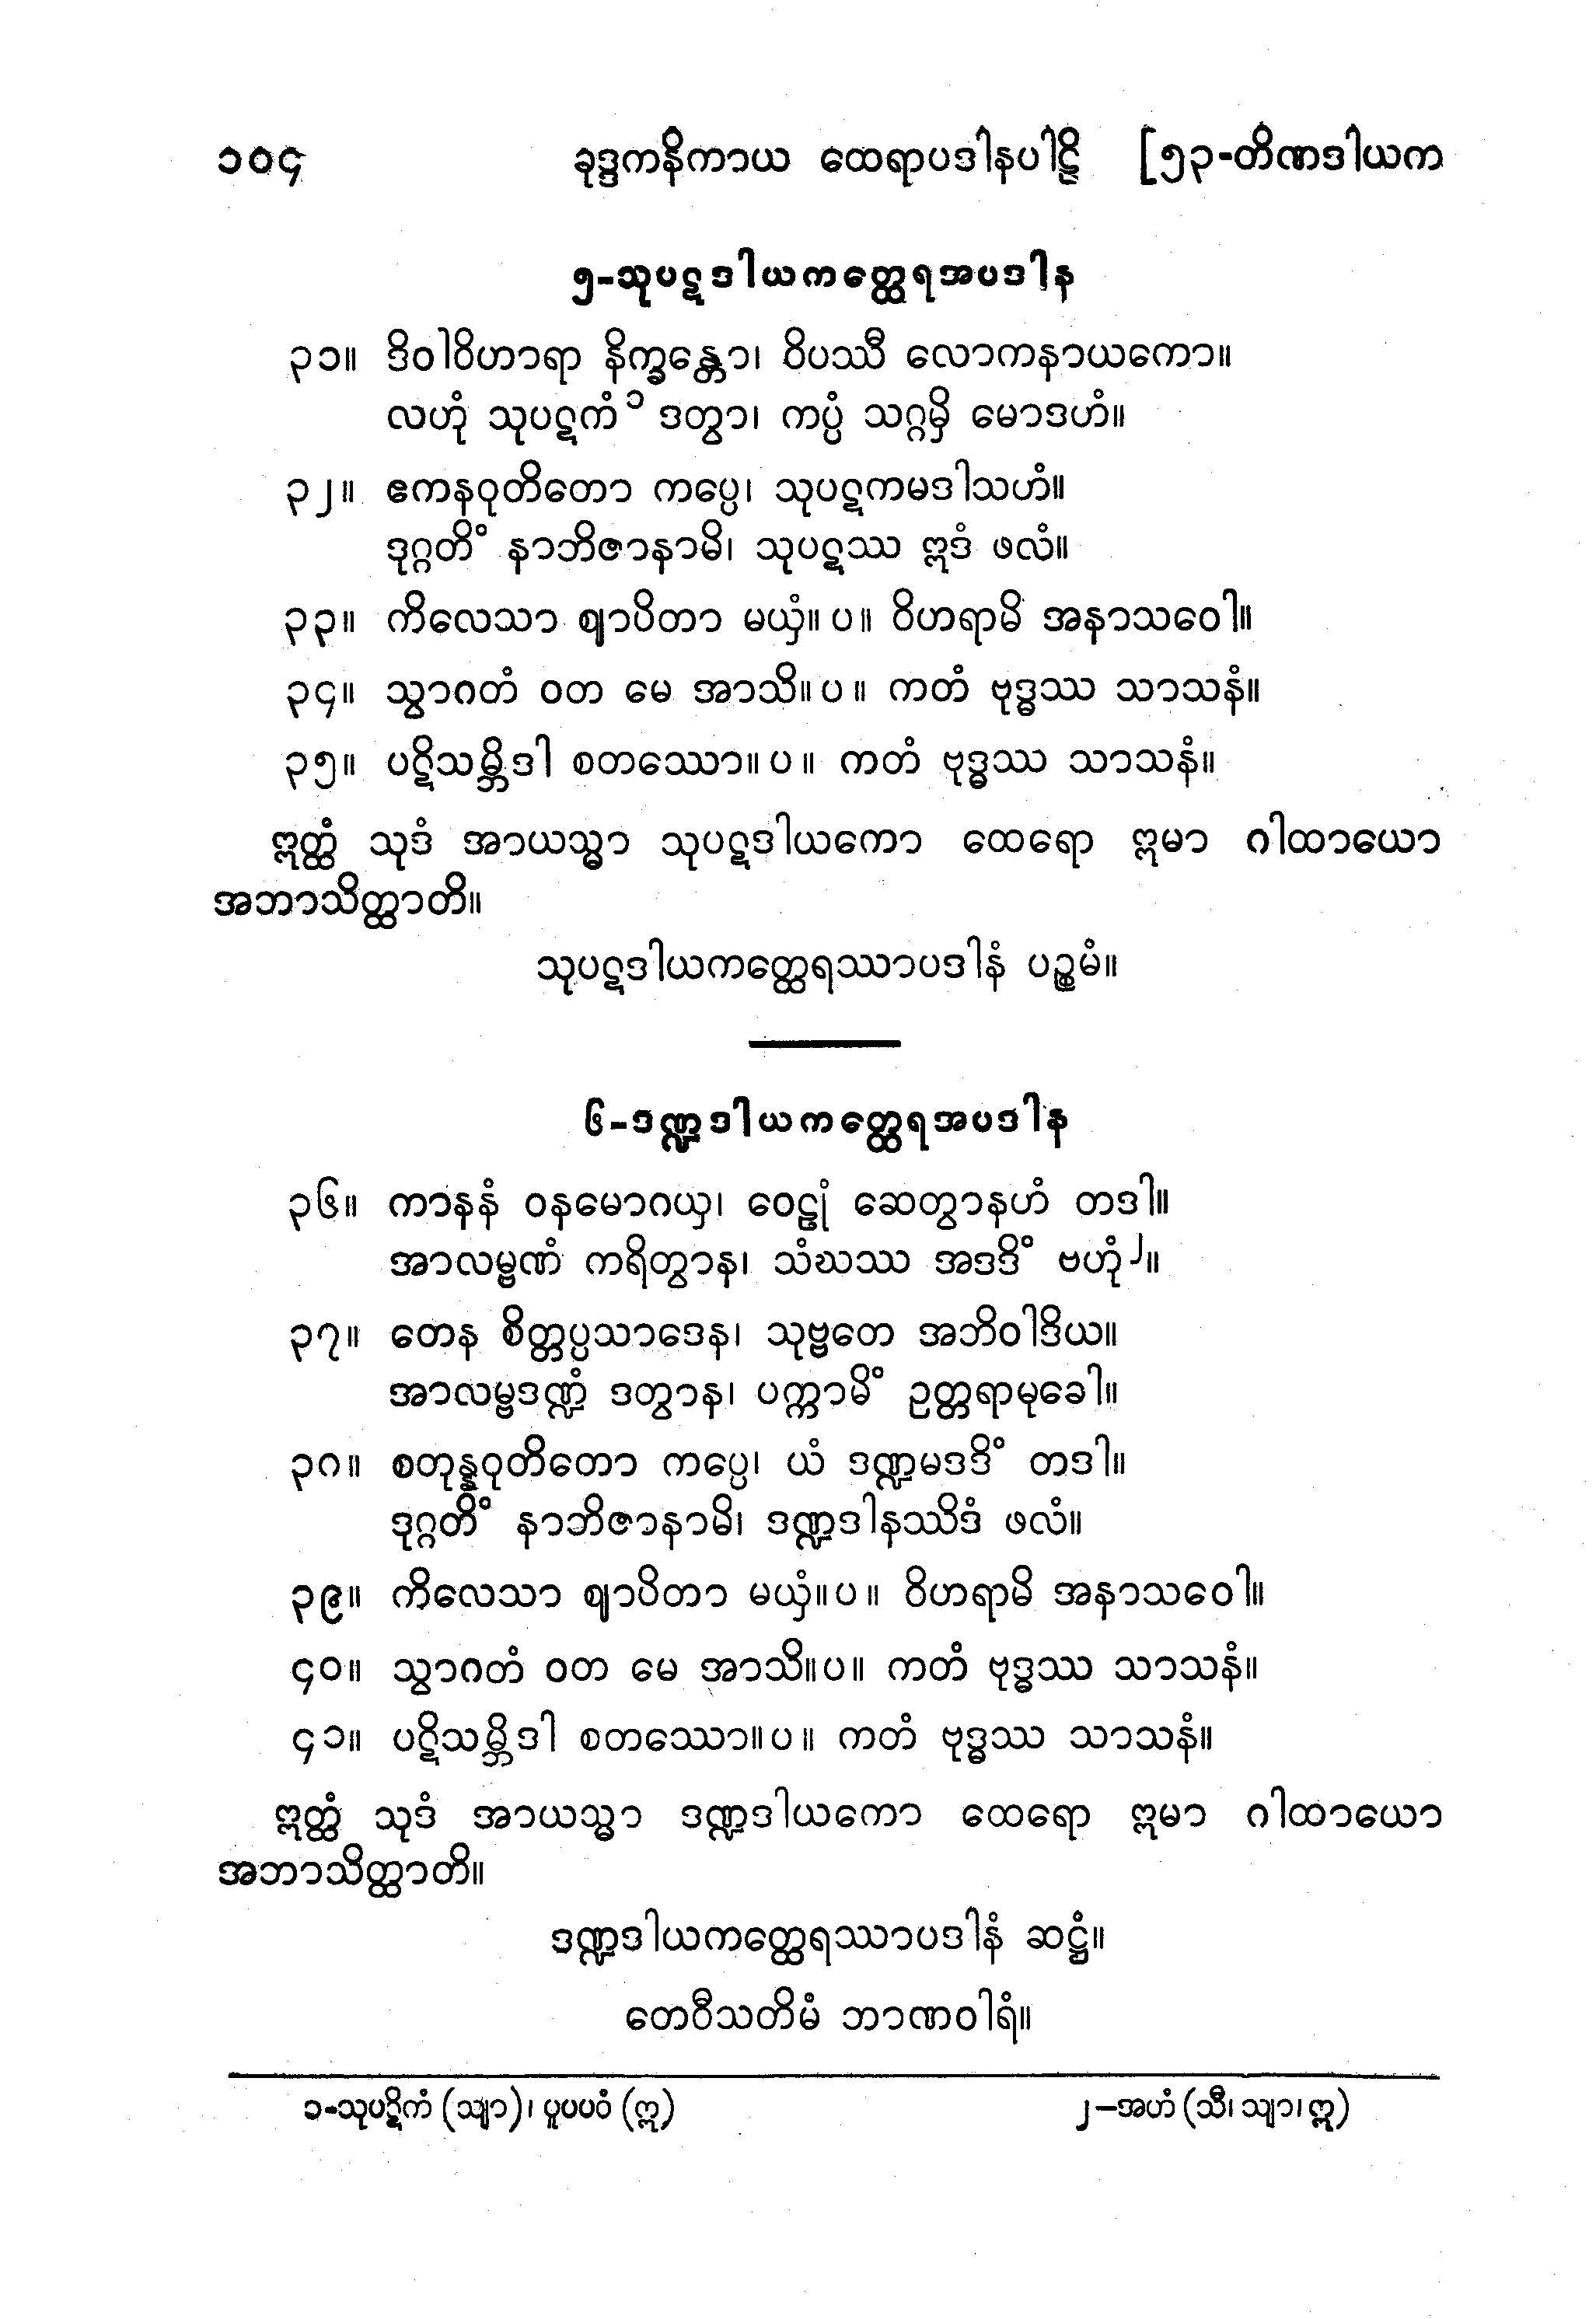 ၁၀၄ ခုဒ္ဒကနိကာယ ထေရာပဒါနပါဠိ [၅၃-တိဏဒါယက
၅-သုပဋဒါယကတ္ထေရအပဒါန
၃၁။ ဒိဝါဝိဟာရာ နိက္ခန္တော၊ ဝိပဿီ လောကနာယကော။
လဟုံ သုပဋကံ၁ ဒတွာ၊ ကပ္ပံ သဂ္ဂမှိ မောဒဟံ။
၃၂။ ဧကနဝုတိတော ကပ္ပေ၊ သုပဋကမဒါသဟံ။
ဒုဂ္ဂတိံ နာဘိဇာနာမိ၊ သုပဋဿ ဣဒံ ဖလံ။
၃၃။ ကိလေသာ ဈာပိတာ မယှံ။ပ။ ဝိဟရာမိ အနာသဝေါ။
၃၄။ သွာဂတံ ဝတ မေ အာသိ။ပ။ ကတံ ဗုဒ္ဓဿ သာသနံ။
၃၅။ ပဋိသမ္ဘိဒါ စတဿော။ပ။ ကတံ ဗုဒ္ဓဿ သာသနံ။
ဣတ္ထံ သုဒံ အာယသ္မာ သုပဋဒါယကော ထေရော ဣမာ ဂါထာယော
အဘာသိတ္ထာတိ။
သုပဋဒါယကတ္ထေရဿာပဒါနံ ပဉ္စမံ။
၆-ဒဏ္ဍဒါယကတ္ထေရအပဒါန
၃၆။ ကာနနံ ဝနမောဂယှ၊ ဝေဠုံ ဆေတွာနဟံ တဒါ။
အာလမ္ဗဏံ ကရိတွာန၊ သံဃဿ အဒဒိံ ဗဟုံ၂။
၃၇။ တေန စိတ္တပ္ပသာဒေန၊ သုဗ္ဗတေ အဘိဝါဒိယ။
အာလမ္ဗဒဏ္ဍံ ဒတွာန၊ ပက္ကာမိံ ဥတ္တရာမုခေါ။
၃၈။ စတုန္နဝုတိတော ကပ္ပေ၊ ယံ ဒဏ္ဍမဒဒိံ တဒါ။
ဒုဂ္ဂတိံ နာဘိဇာနာမိ၊ ဒဏ္ဍဒါနဿိဒံ ဖလံ။
၃၉။ ကိလေသာ ဈာပိတာ မယှံ။ပ။ ဝိဟရာမိ အနာသဝေါ။
၄၀။ သွာဂတံ ဝတ မေ အာသိ။ပ။ ကတံ ဗုဒ္ဓဿ သာသနံ။
၄၁။ ပဋိသမ္ဘိဒါ စတဿော။ပ။ ကတံ ဗုဒ္ဓဿ သာသနံ။
ဣတ္ထံ သုဒံ အာယသ္မာ ဒဏ္ဍဒါယကော ထေရော ဣမာ ဂါထာယော
အဘာသိတ္ထာတိ။
ဒဏ္ဍဒါယကတ္ထေရဿာပဒါနံ ဆဋ္ဌံ။
တေဝီသတိမံ ဘာဏဝါရံ။
၁-သုပဋိကံ (သျာ)၊ ပူပပဝံ (ဣ) ၂-အဟံ (သီ၊ သျာ၊ ဣ)